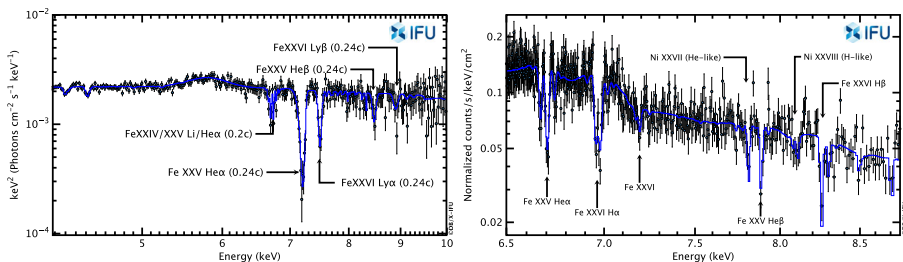 10⁻²
10⁻³
10⁻⁴
keV² (Photons cm⁻² s⁻¹ keV⁻¹)
FeXXVI Lyβ (0.24c)
FeXXV Heβ (0.24c)
FeXXIV/XXV Li/Heα (0.2c)
Fe XXV Heα (0.24c)
FeXXVI Lyα (0.24c)
IFU
5
6
7
8
9
10
Energy (keV)
0.2
0.1
0.05
0.02
Normalized counts/s/keV/cm²
IFU
Ni XXVII (He-like)
Ni XXVIII (H-like)
Fe XXVI Hβ
Fe XXV Heα
Fe XXVI Hα
Fe XXVI
Fe XXV Heβ
6.5
7.0
7.5
8.0
8.5
Energy (keV)